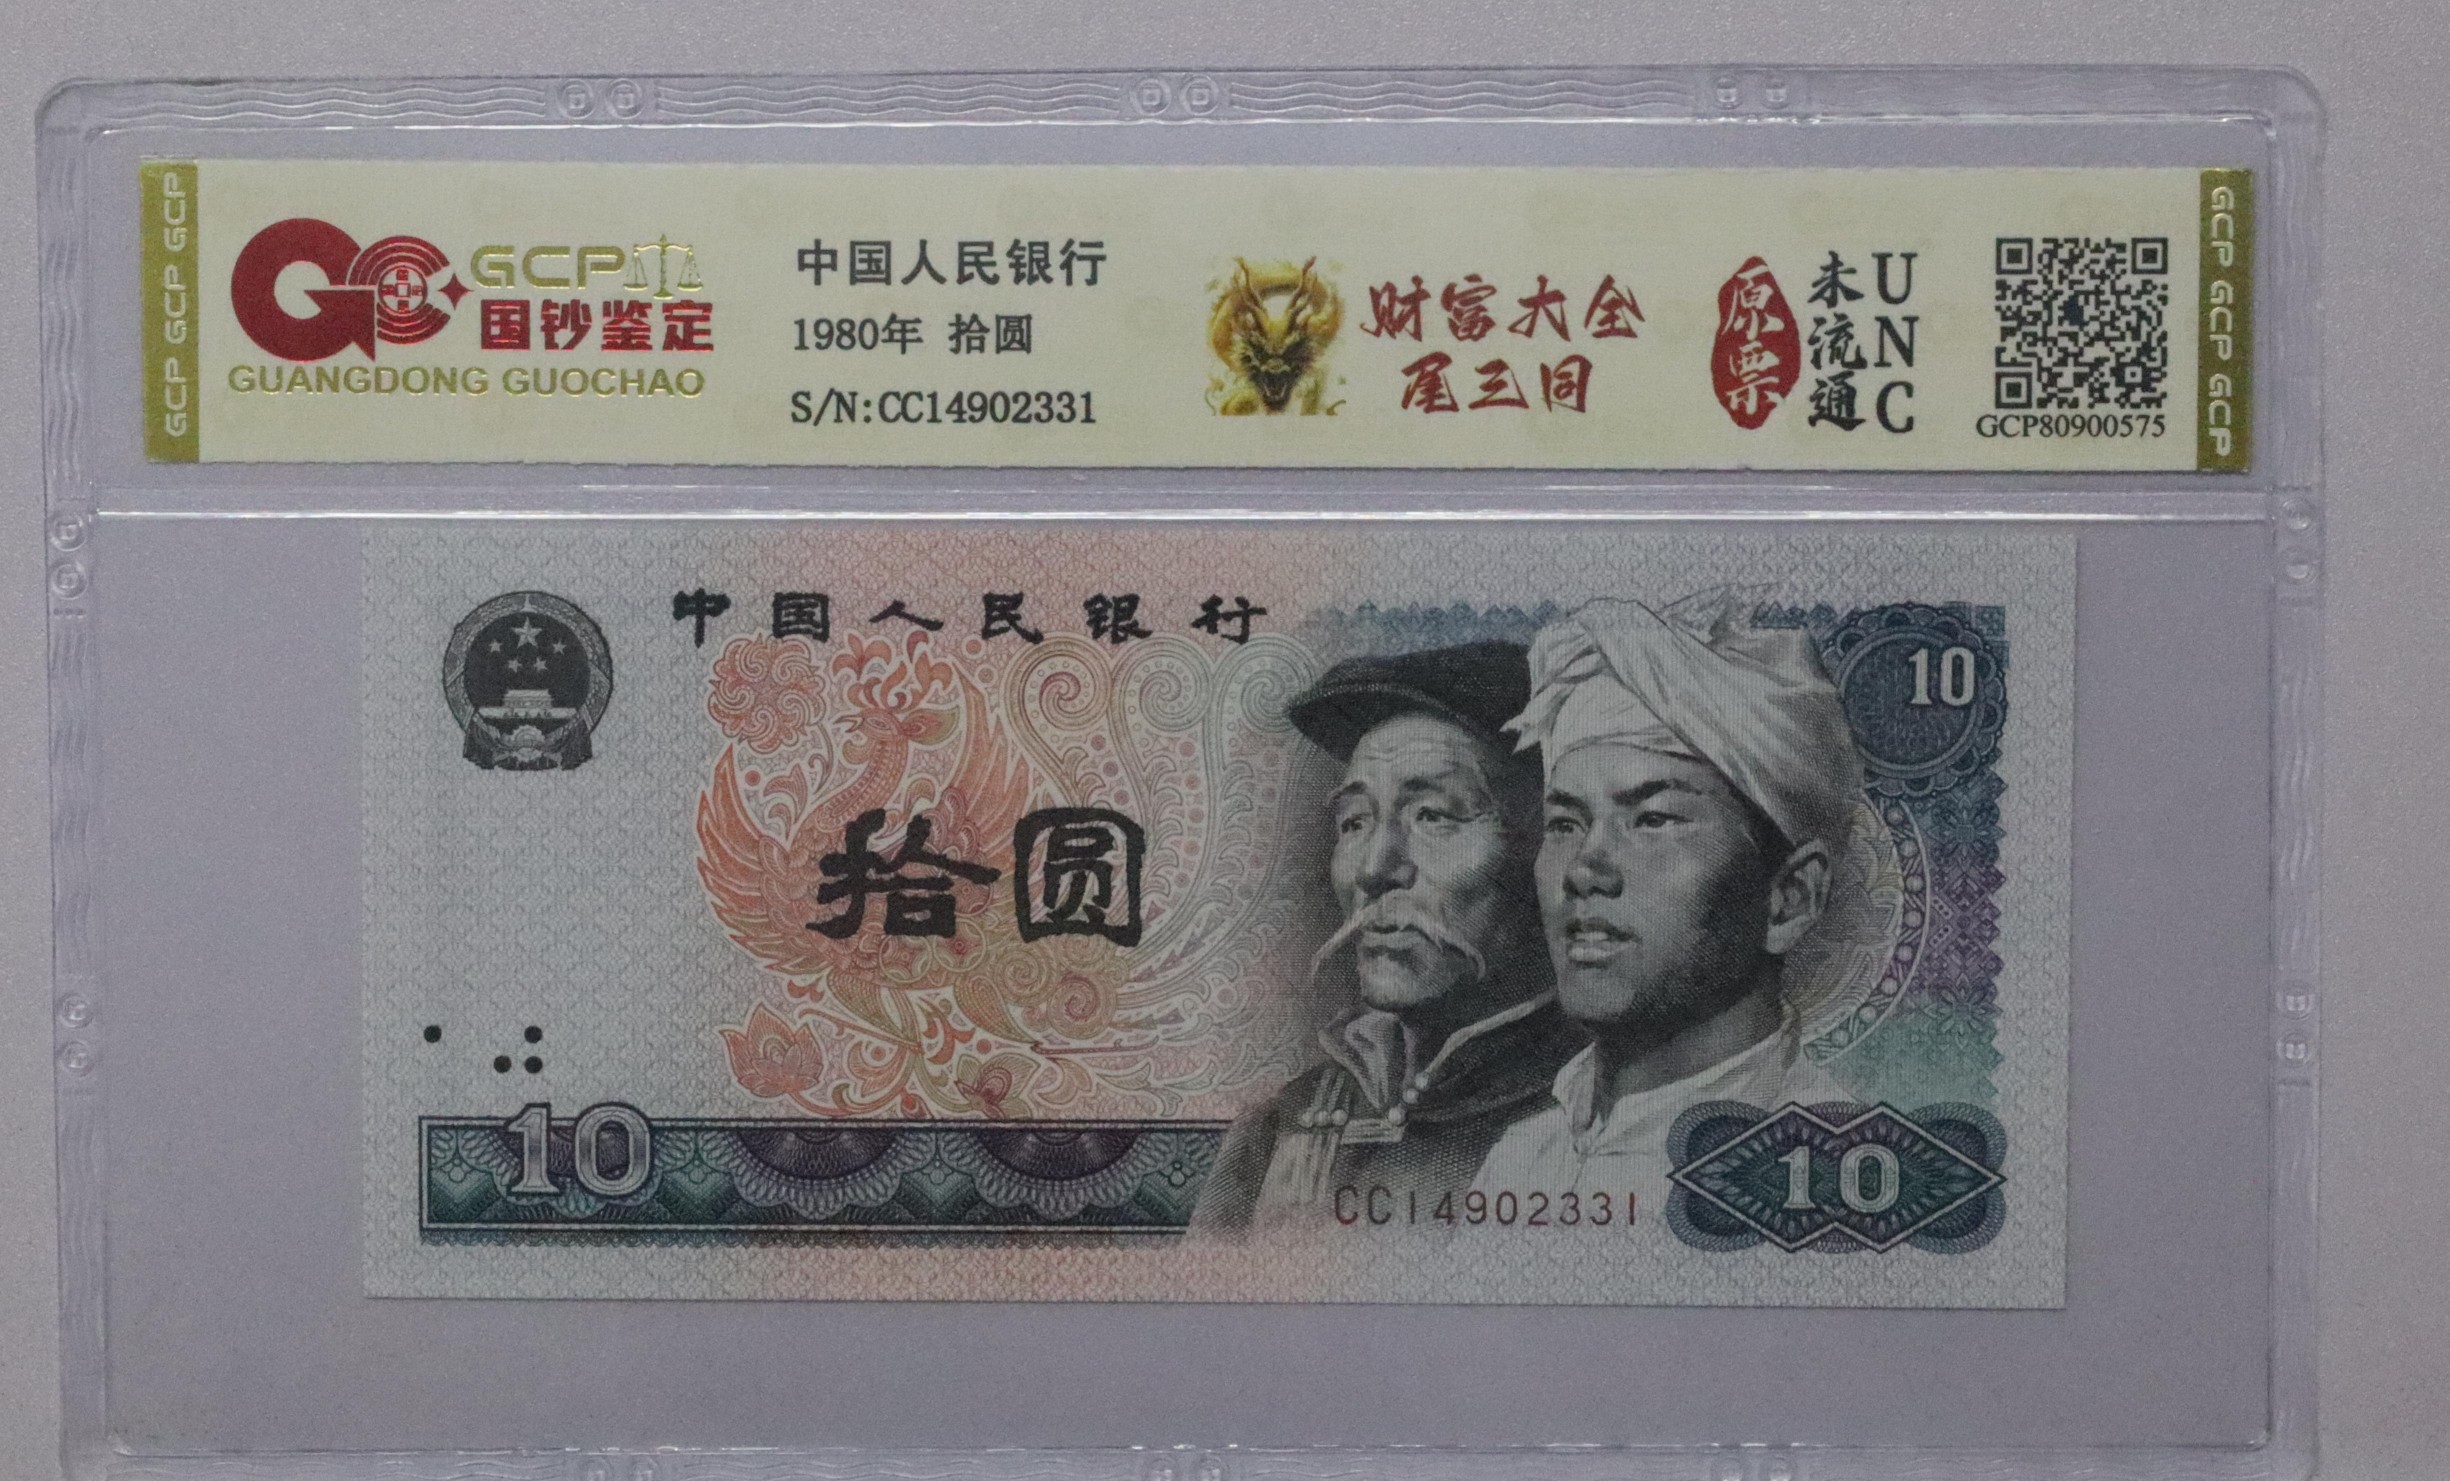 GCP GCP GCP
GCP
国钞鉴定
GUANGDONG GUOCHAO
中国人民银行
1980年 拾圆
S/N:CC14902331
财富大全
尾三同
原票
未流通
UNC
GCP80900575
GCP GCP GCP
中国人民银行
10
拾圆
10
CC14902331
10